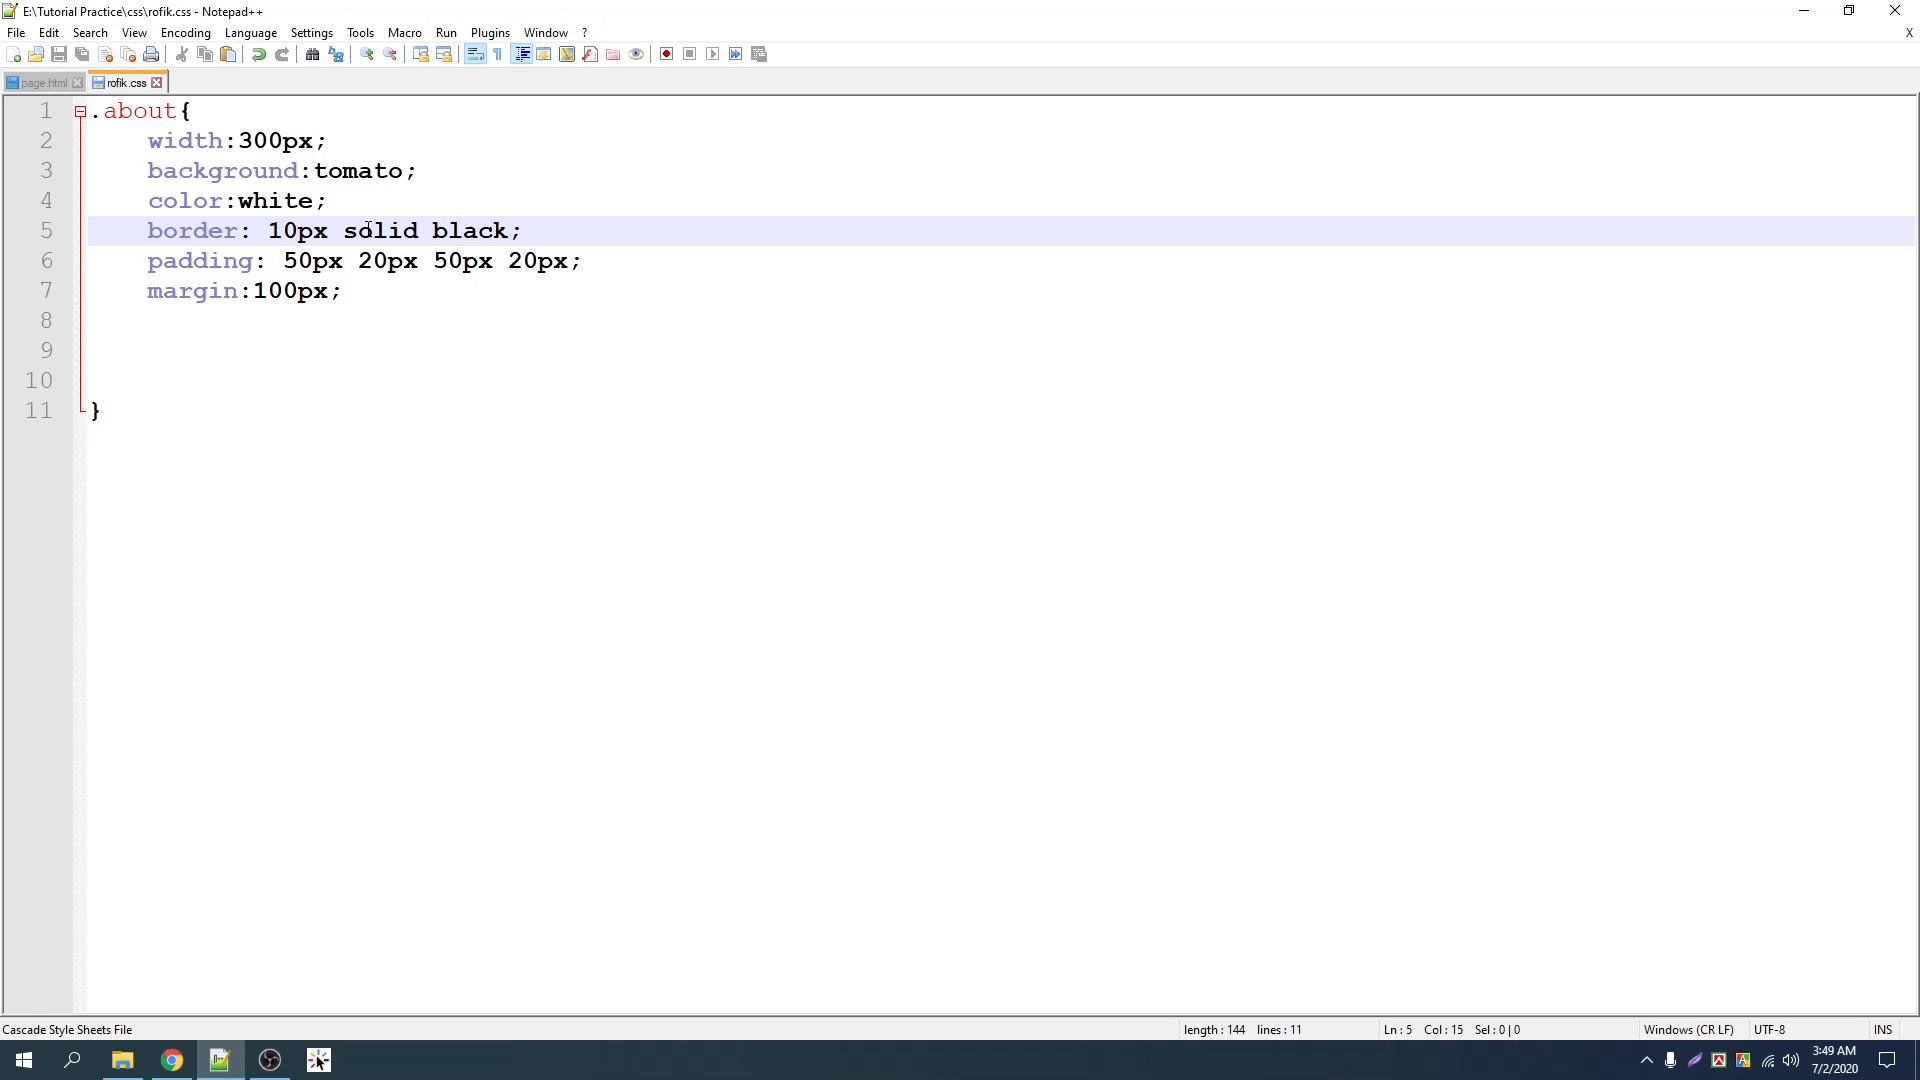 E:\Tutorial Practice\css\rofik.css - Notepad++
File Edit Search View Encoding Language Settings Tools Macro Run Plugins Window ? X
page.html rofik.css
1 .about{
2 width:300px;
3 background:tomato;
4 color:white;
5 border: 10px solid black;
6 padding: 50px 20px 50px 20px;
7 margin:100px;
8
9
10
11 }
Cascade Style Sheets File length : 144 lines : 11 Ln : 5 Col : 15 Sel : 0 | 0 Windows (CR LF) UTF-8 INS
3:49 AM
7/2/2020